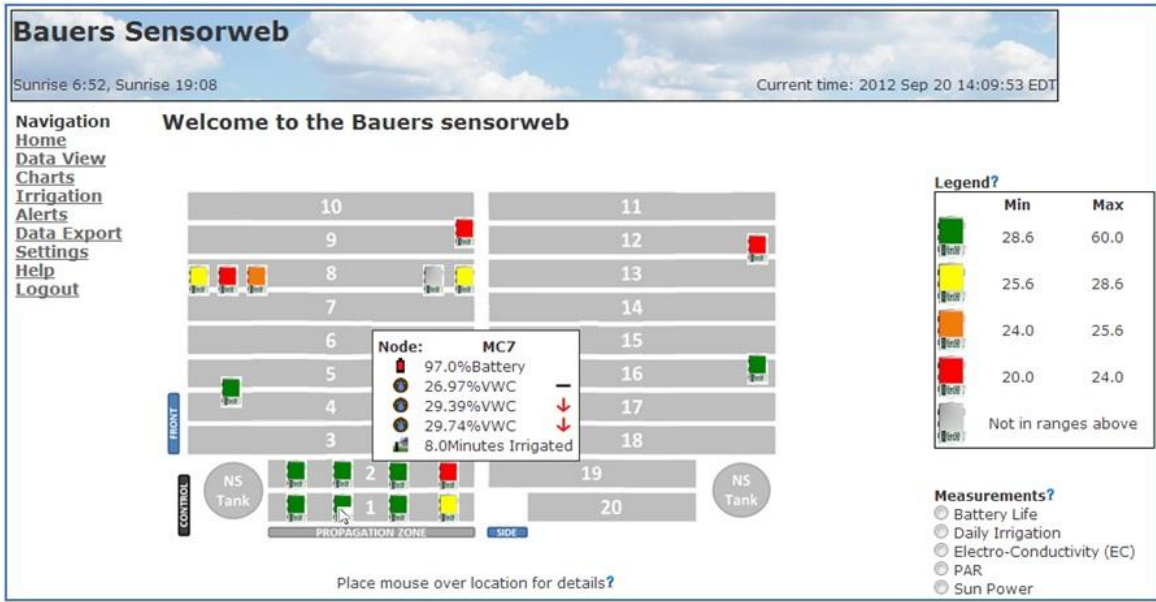 Bauers Sensorweb
Sunrise 6:52, Sunrise 19:08
Current time: 2012 Sep 20 14:09:53 EDT
Navigation
Home
Data View
Charts
Irrigation
Alerts
Data Export
Settings
Help
Logout
Welcome to the Bauers sensorweb
10
11
9
12
8
13
7
14
6
15
5
16
4
17
3
18
2
19
1
20
FRONT
CONTROL
NS
Tank
NS
Tank
PROPAGATION ZONE
SIDE
Node: MC7
97.0%Battery
26.97%VWC
29.39%VWC
29.74%VWC
8.0Minutes Irrigated
Place mouse over location for details?
Legend?
Min Max
28.6 60.0
25.6 28.6
24.0 25.6
20.0 24.0
Not in ranges above
Measurements?
Battery Life
Daily Irrigation
Electro-Conductivity (EC)
PAR
Sun Power